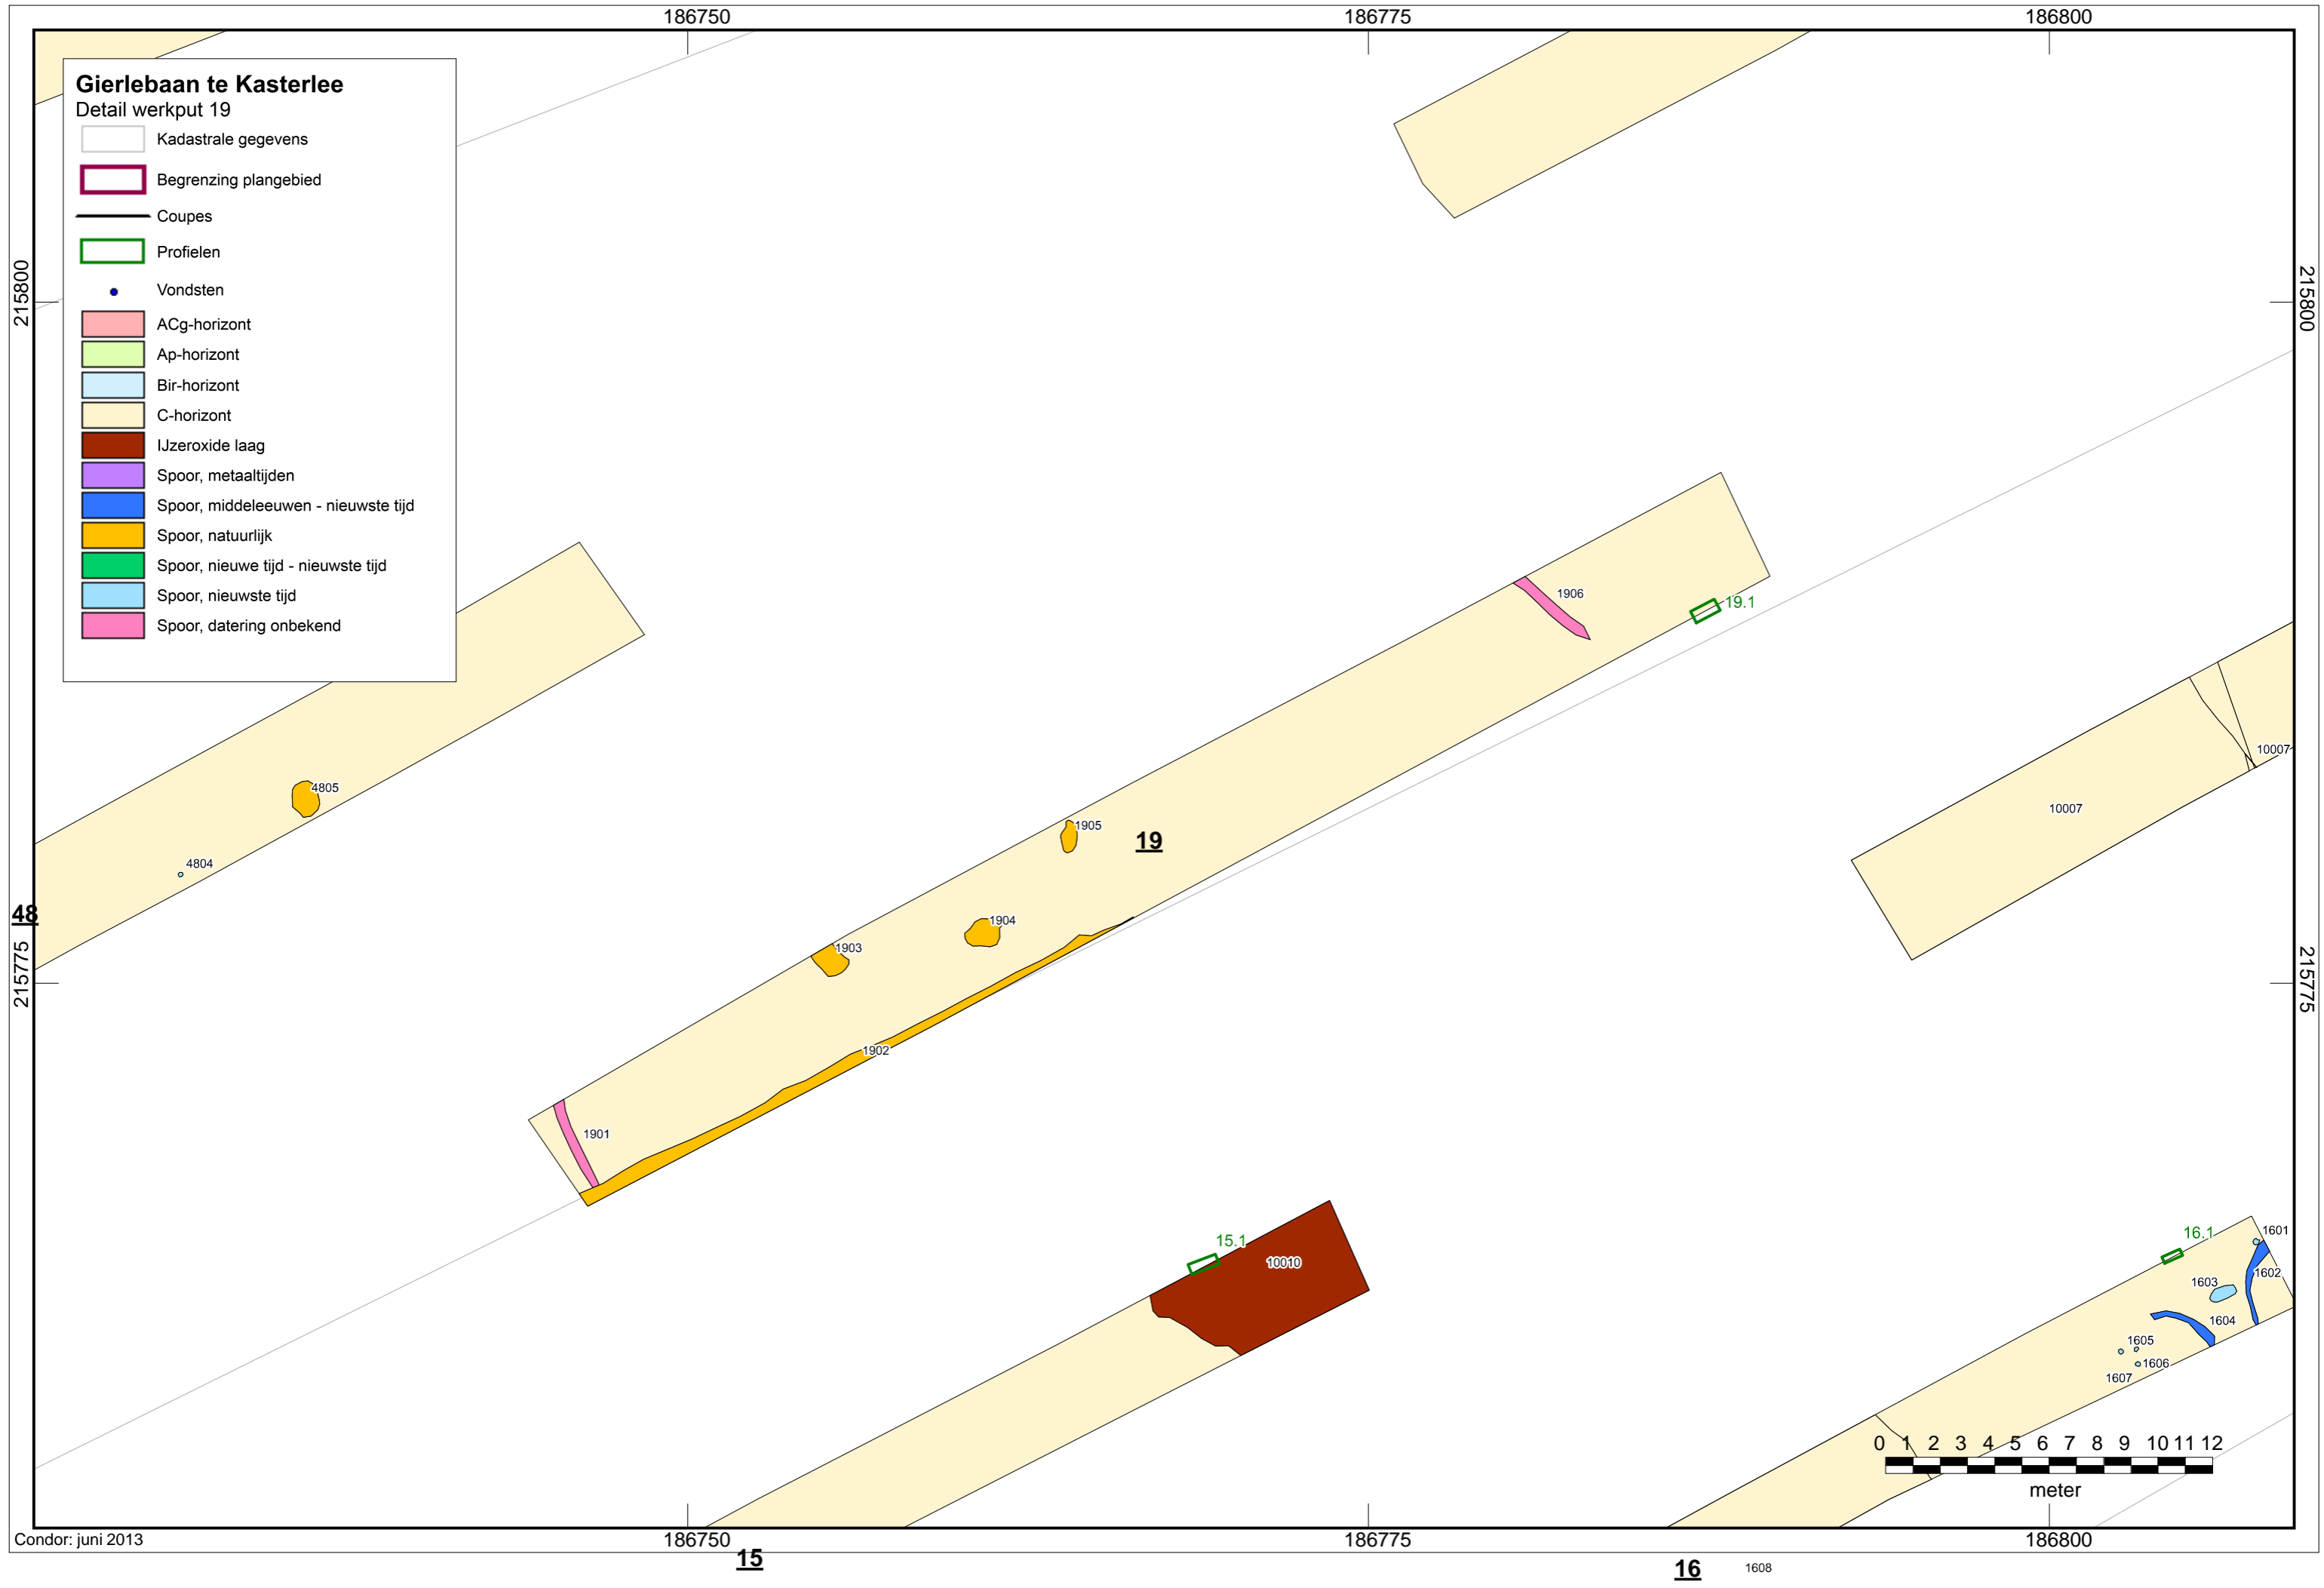 186750
186775
186800
Gierlebaan te Kasterlee
Detail werkput 19
Kadastrale gegevens
Begrenzing plangebied
Coupes
Profielen
Vondsten
ACg-horizont
Ap-horizont
Bir-horizont
C-horizont
IJzeroxide laag
Spoor, metaaltijden
Spoor, middeleeuwen - nieuwste tijd
Spoor, natuurlijk
Spoor, nieuwe tijd - nieuwste tijd
Spoor, nieuwste tijd
Spoor, datering onbekend
215800
215800
1906
19.1
10007
4805
10007
1905
19
4804
48
1904
1903
215775
215775
1902
1901
15.1
10010
16.1
1601
1602
1603
1604
1605
1606
1607
0 1 2 3 4 5 6 7 8 9 10 11 12
meter
Condor: juni 2013
186750
186775
186800
15
16
1608